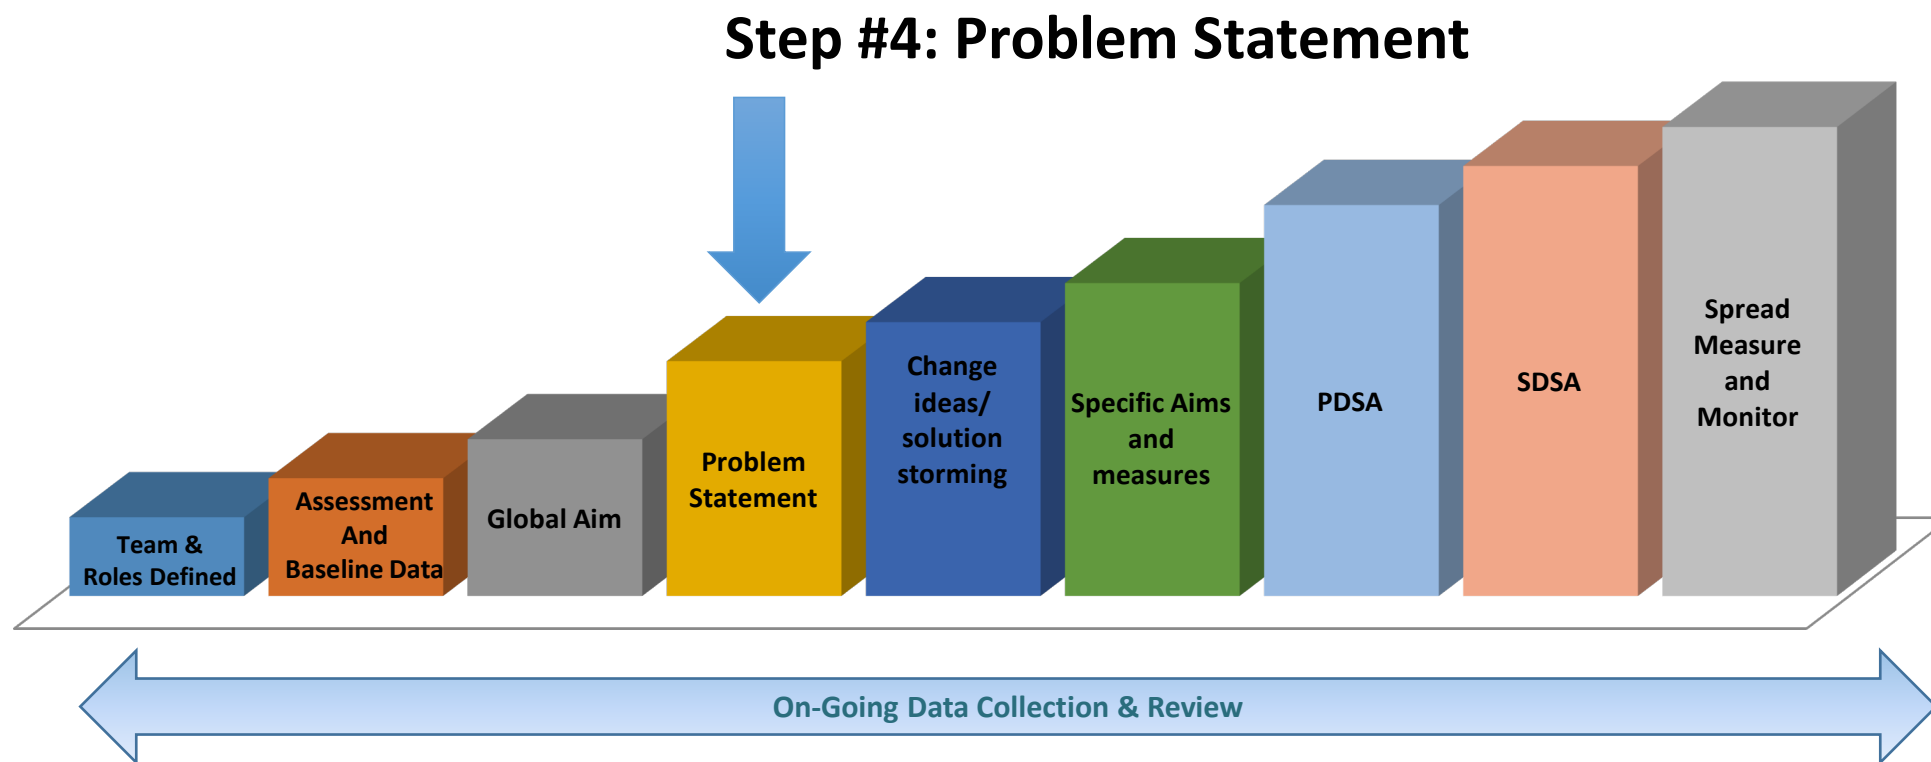 Step #4: Problem Statement
Team &
Roles Defined
Assessment
And
Baseline Data
Global Aim
Problem
Statement
Change
ideas/
solution
storming
Specific Aims
and
measures
PDSA
SDSA
Spread
Measure
and
Monitor
On-Going Data Collection & Review